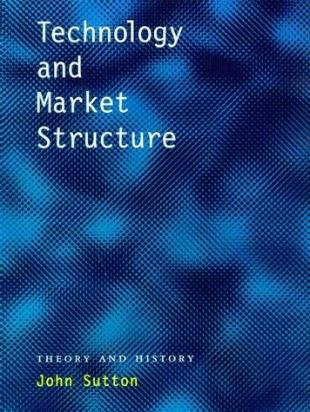 Technology
and
Market
Structure
THEORY AND HISTORY
John Sutton